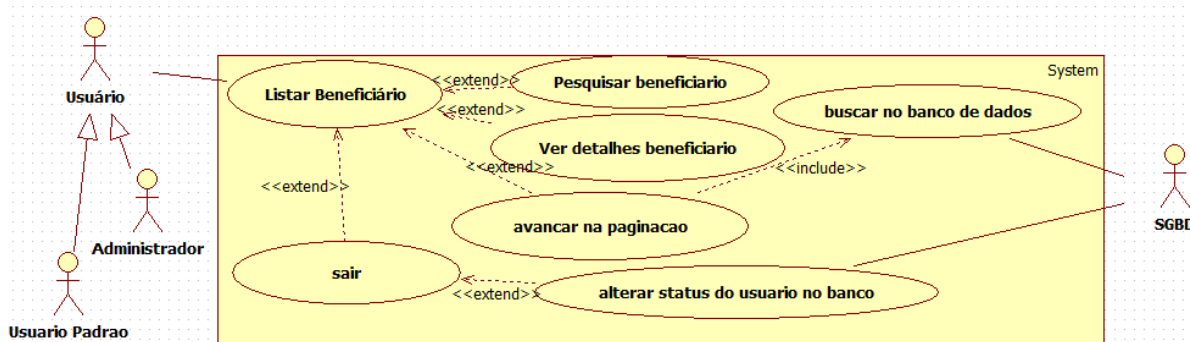 System
Usuário
Listar Beneficiário
<<extend>>
Pesquisar beneficiario
<<extend>>
buscar no banco de dados
Ver detalhes beneficiario
<<extend>>
<<extend>>
<<include>>
Administrador
avancar na paginacao
SGBD
sair
<<extend>>
alterar status do usuario no banco
Usuario Padrao